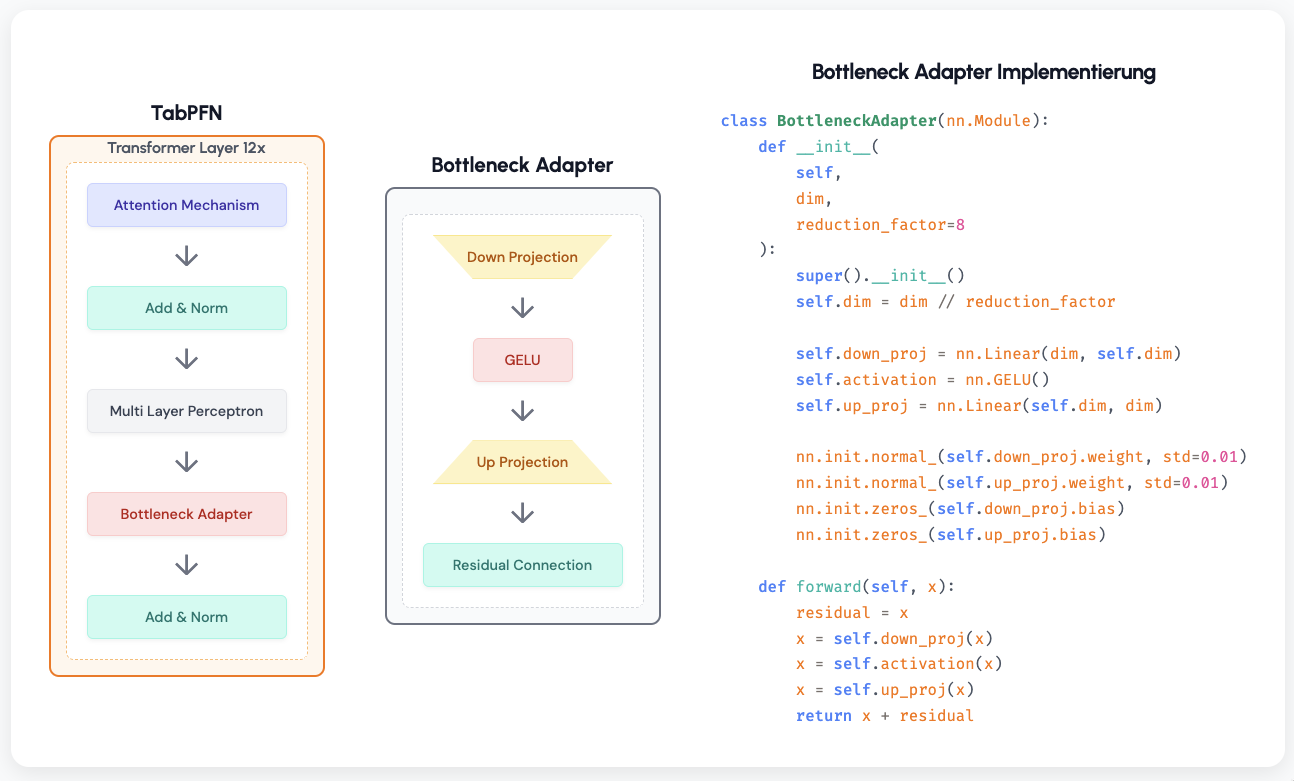 TabPFN
Transformer Layer 12x
Attention Mechanism
Add & Norm
Multi Layer Perceptron
Bottleneck Adapter
Add & Norm
Bottleneck Adapter
Down Projection
GELU
Up Projection
Residual Connection
Bottleneck Adapter Implementierung
class BottleneckAdapter(nn.Module):
    def __init__(
        self,
        dim,
        reduction_factor=8
    ):
        super().__init__()
        self.dim = dim // reduction_factor

        self.down_proj = nn.Linear(dim, self.dim)
        self.activation = nn.GELU()
        self.up_proj = nn.Linear(self.dim, dim)

        nn.init.normal_(self.down_proj.weight, std=0.01)
        nn.init.normal_(self.up_proj.weight, std=0.01)
        nn.init.zeros_(self.down_proj.bias)
        nn.init.zeros_(self.up_proj.bias)

    def forward(self, x):
        residual = x
        x = self.down_proj(x)
        x = self.activation(x)
        x = self.up_proj(x)
        return x + residual